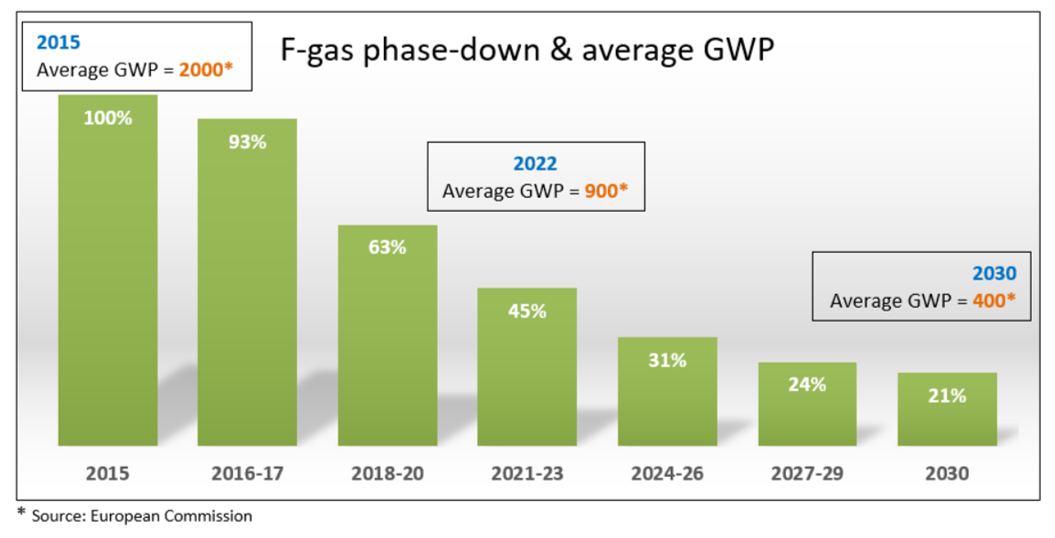 2015
Average GWP = 2000*
F-gas phase-down & average GWP
100%
93%
2022
Average GWP = 900*
63%
2030
Average GWP = 400*
45%
31%
24%
21%
2015 2016-17 2018-20 2021-23 2024-26 2027-29 2030
* Source: European Commission